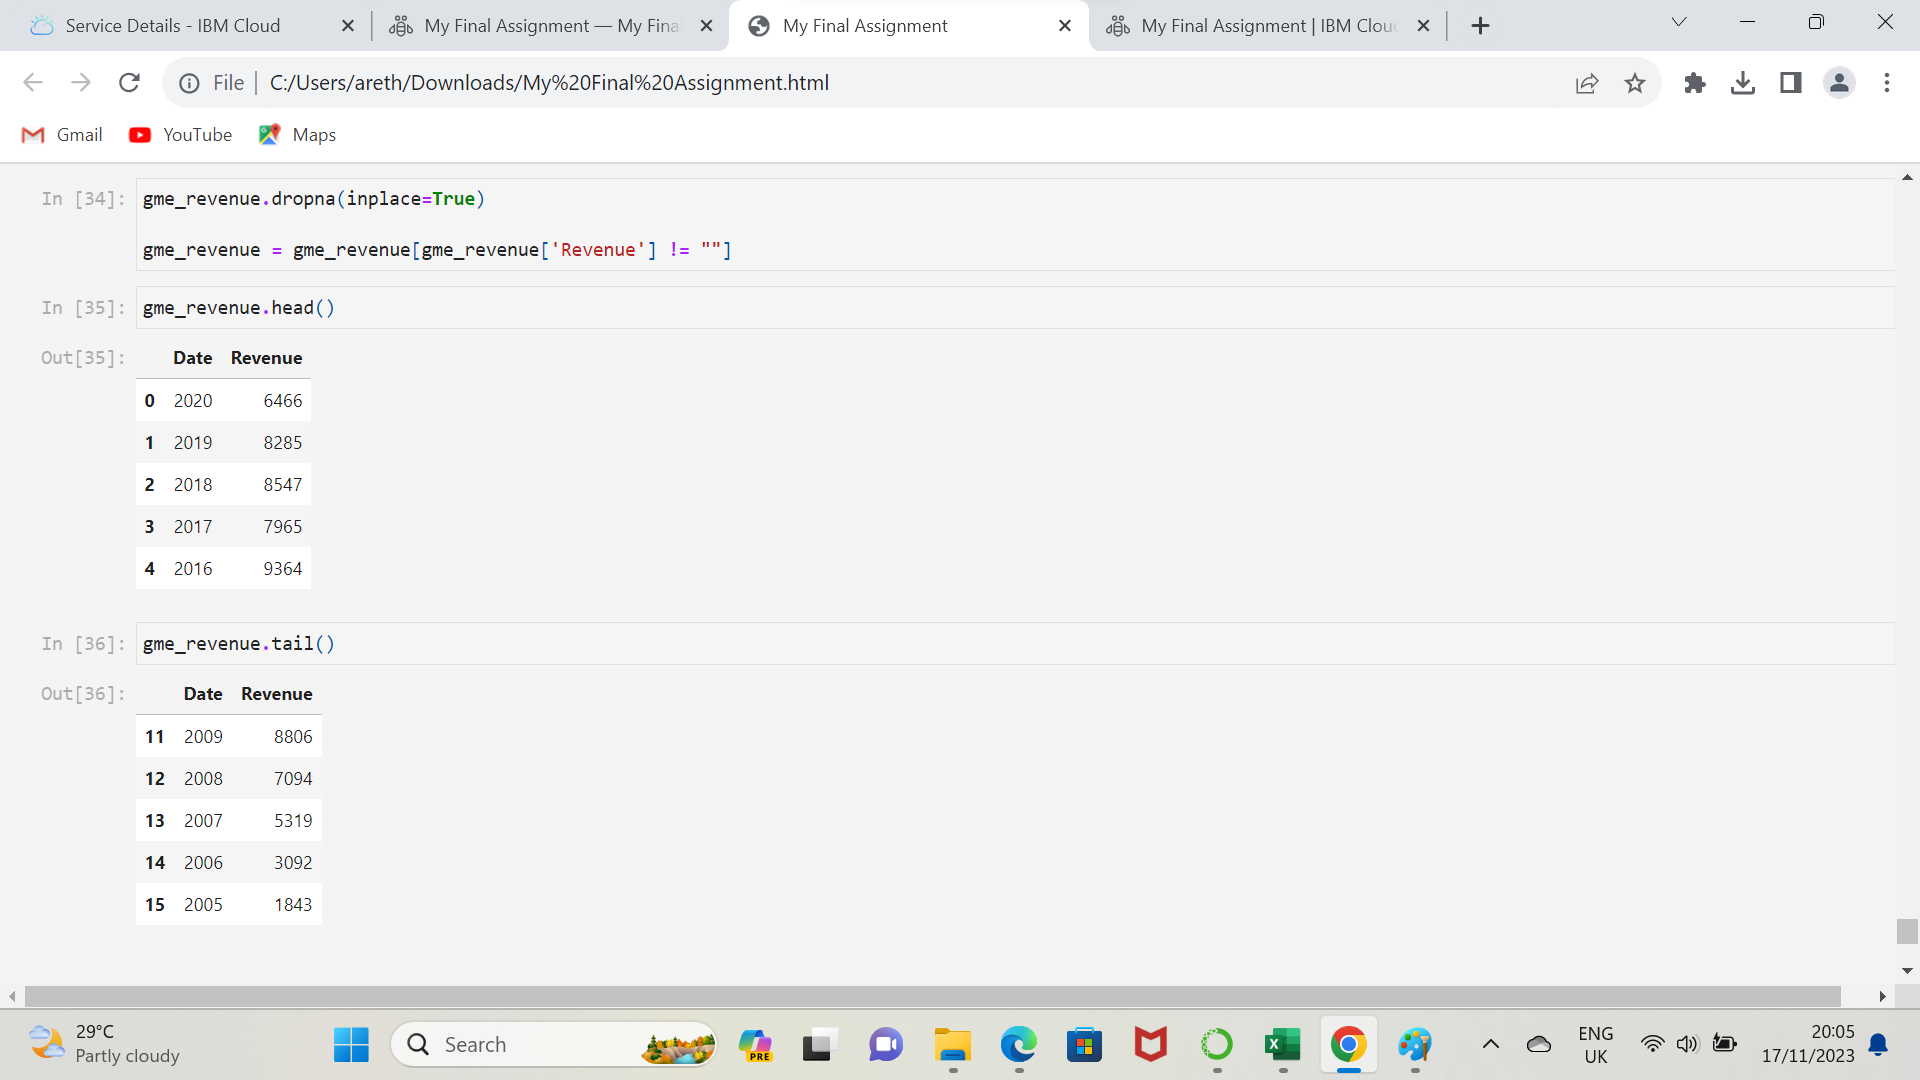 Service Details - IBM Cloud
My Final Assignment — My Fina
My Final Assignment
My Final Assignment | IBM Clou
File
C:/Users/areth/Downloads/My%20Final%20Assignment.html
Gmail
YouTube
Maps
In [34]: gme_revenue.dropna(inplace=True)
gme_revenue = gme_revenue[gme_revenue['Revenue'] != ""]
In [35]: gme_revenue.head()
Out[35]: Date Revenue
0 2020 6466
1 2019 8285
2 2018 8547
3 2017 7965
4 2016 9364
In [36]: gme_revenue.tail()
Out[36]: Date Revenue
11 2009 8806
12 2008 7094
13 2007 5319
14 2006 3092
15 2005 1843
29°C
Partly cloudy
Search
PRE
ENG
UK
20:05
17/11/2023